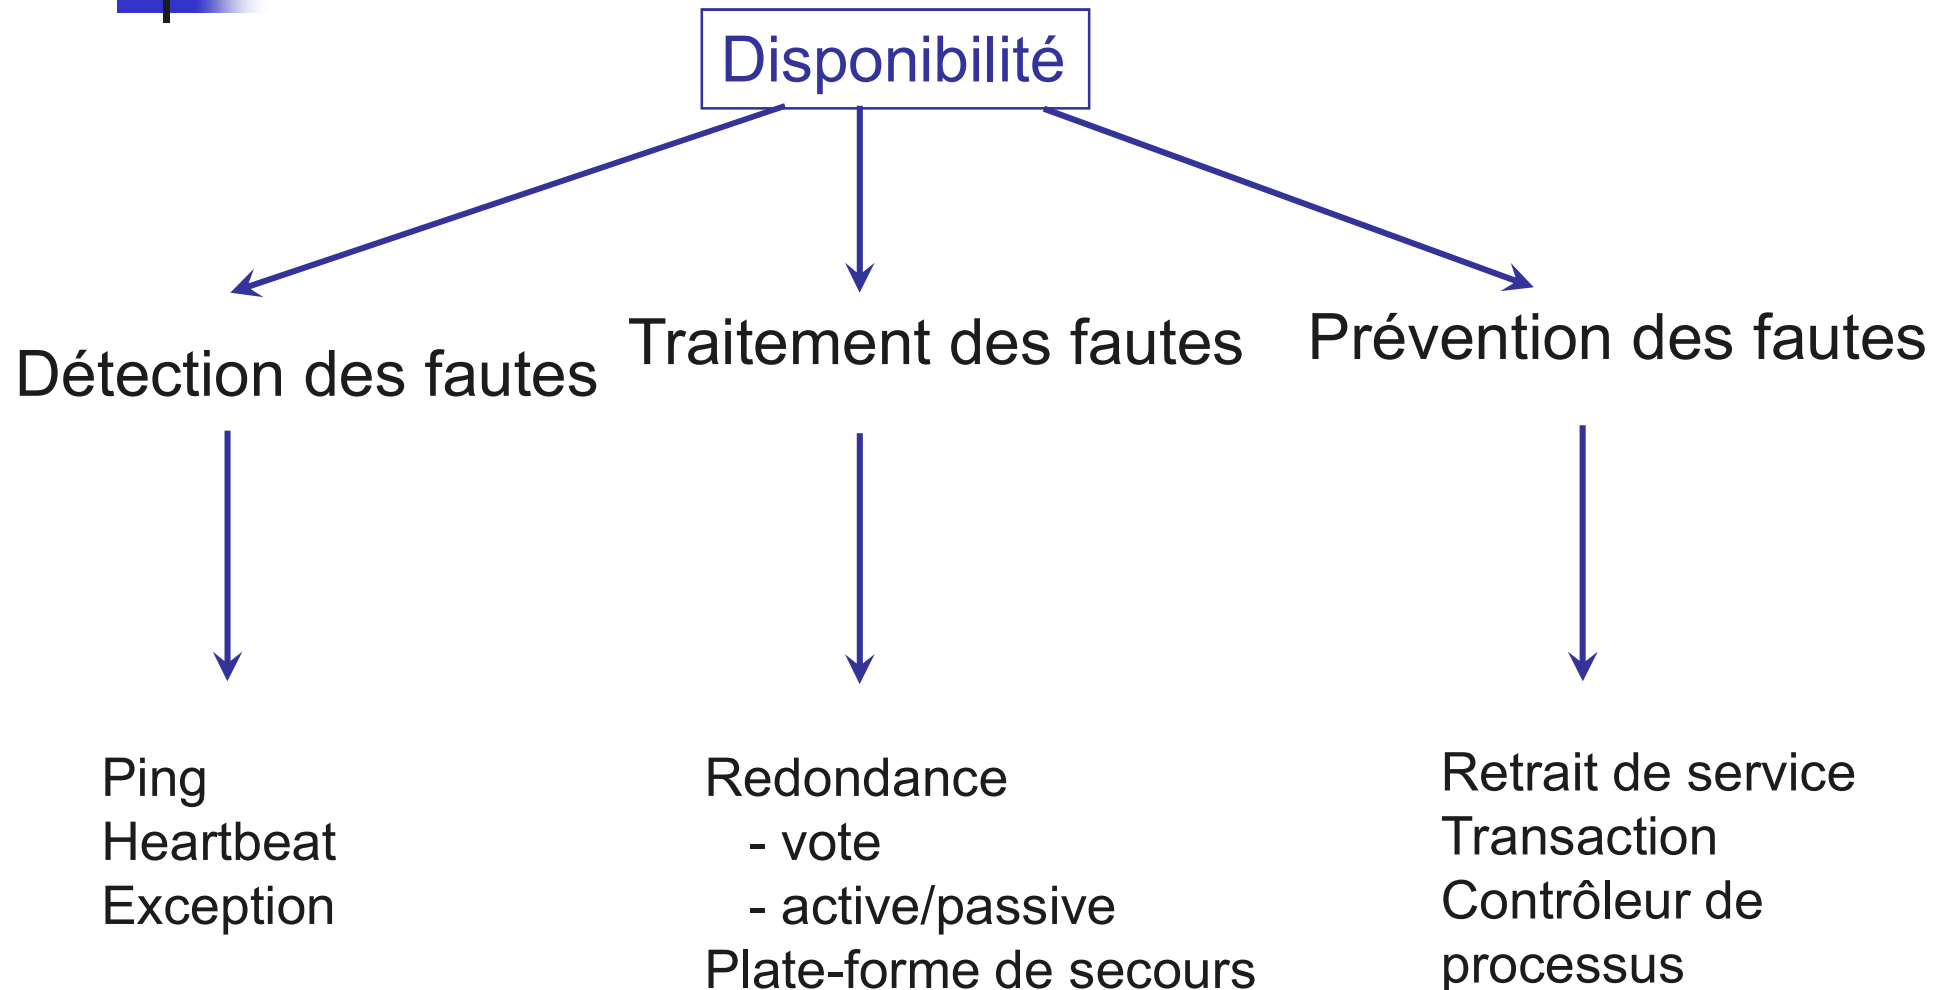 Disponibilité
Détection des fautes
Traitement des fautes
Prévention des fautes
Ping
Heartbeat
Exception
Redondance
- vote
- active/passive
Plate-forme de secours
Retrait de service
Transaction
Contrôleur de
processus